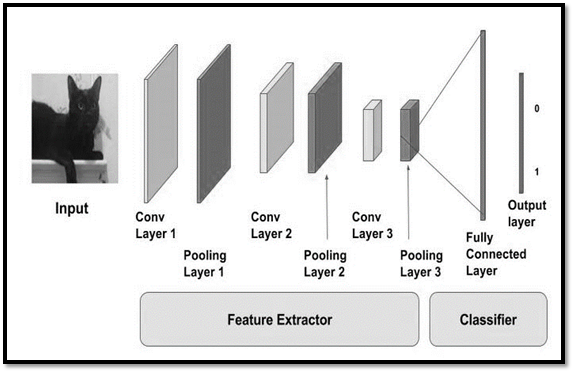 Input
Conv
Layer 1
Pooling
Layer 1
Conv
Layer 2
Pooling
Layer 2
Conv
Layer 3
Pooling
Layer 3
Fully
Connected
Layer
0
1
Output
layer
Feature Extractor
Classifier